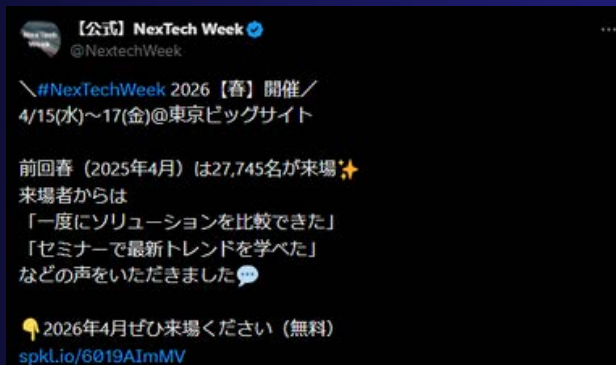 【公式】NexTech Week
@NextechWeek
＼#NexTechWeek 2026【春】開催／
4/15(水)～17(金)@東京ビッグサイト
前回春（2025年4月）は27,745名が来場✨
来場者からは
「一度にソリューションを比較できた」
「セミナーで最新トレンドを学べた」
などの声をいただきました💬
👇2026年4月ぜひ来場ください（無料）
spkl.io/6019AImMV